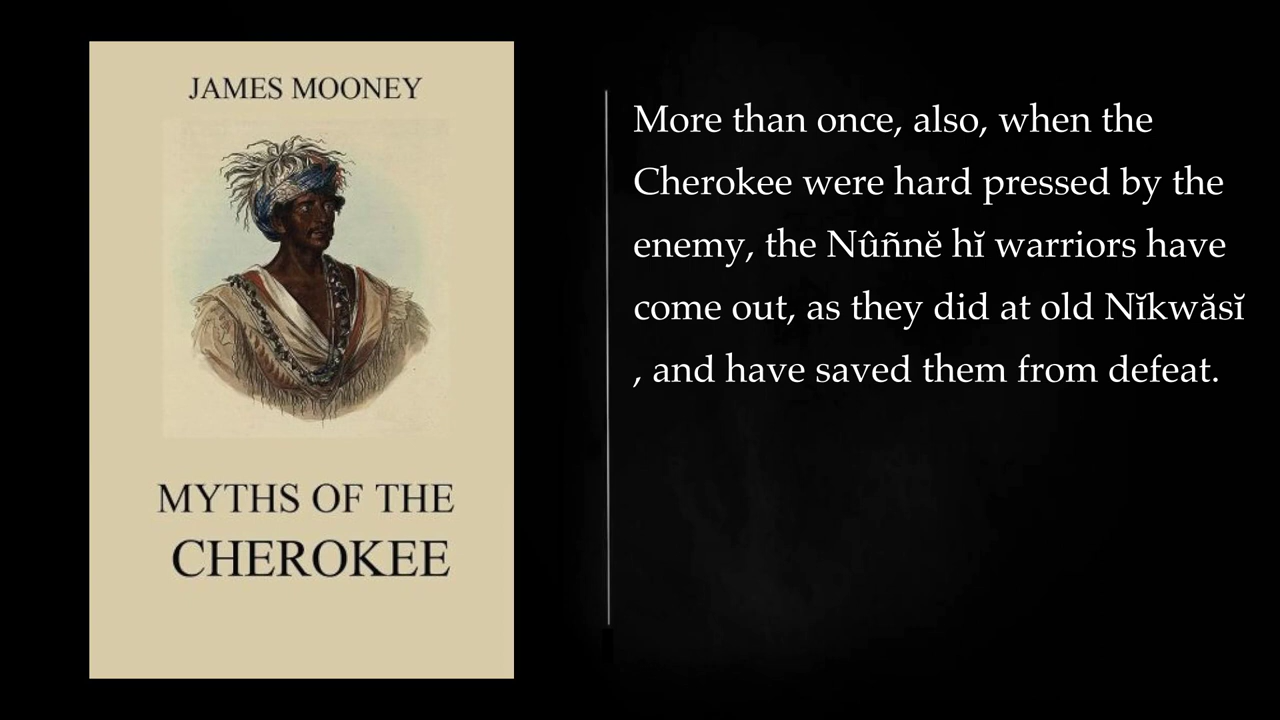 JAMES MOONEY
MYTHS OF THE
CHEROKEE
More than once, also, when the
Cherokee were hard pressed by the
enemy, the Nûñnĕ hĭ warriors have
come out, as they did at old Nĭkwăsĭ
, and have saved them from defeat.